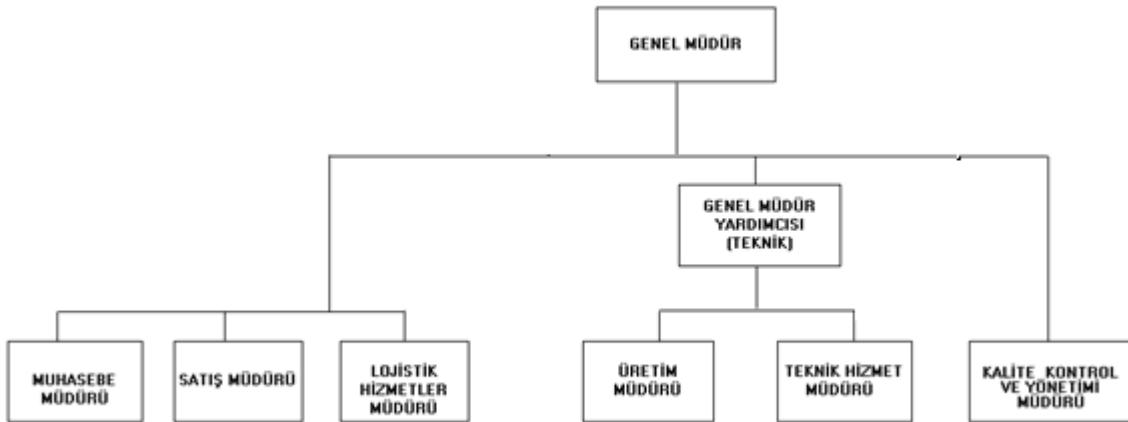 GENEL MÜDÜR
GENEL MÜDÜR
YARDIMCISI
(TEKNİK)
MUHASEBE
MÜDÜRÜ
SATIŞ MÜDÜRÜ
LOJİSTİK
HİZMETLER
MÜDÜRÜ
ÜRETİM
MÜDÜRÜ
TEKNİK HİZMET
MÜDÜRÜ
KALİTE KONTROL
VE YÖNETİMİ
MÜDÜRÜ